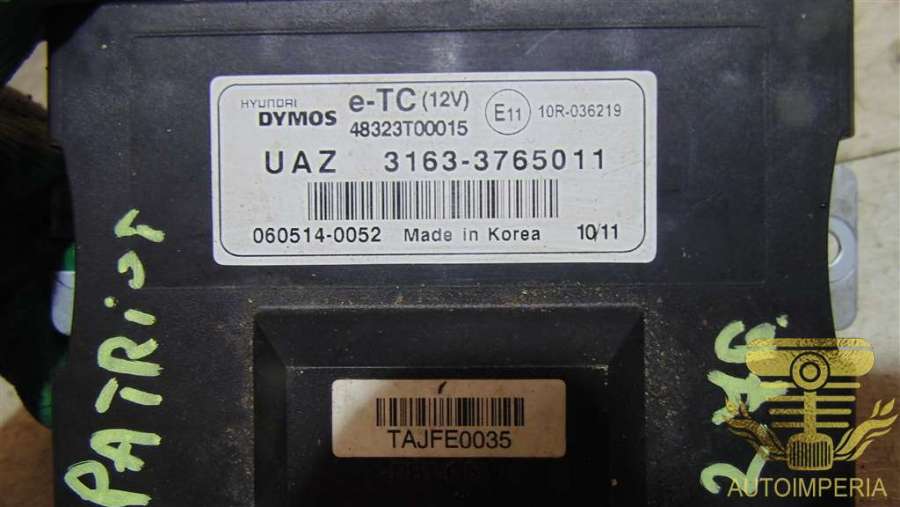 HYUNDAI
DYMOS
e-TC (12V)
48323T00015
E11
10R-036219
UAZ 3163-3765011
060514-0052 Made in Korea 10/11
TAJFE0035
PATRiOT
AUTOIMPERIA